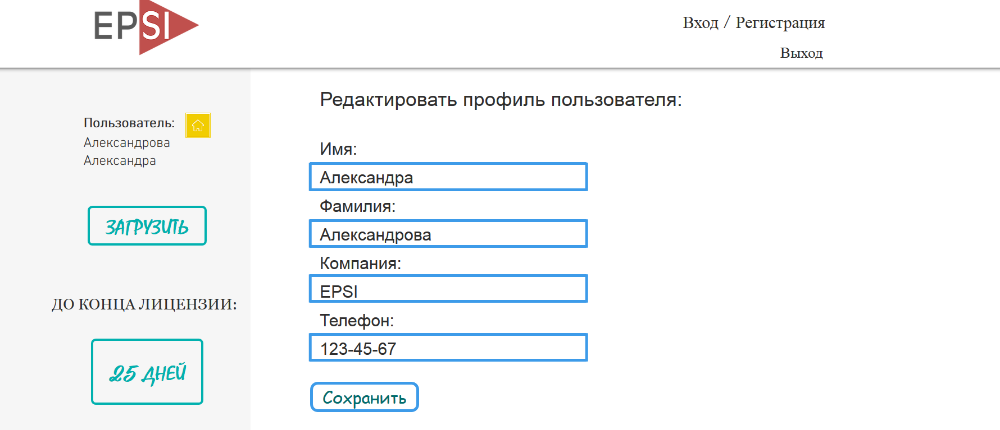 EPSI
Вход / Регистрация
Выход
Пользователь:
Александрова
Александра
ЗАГРУЗИТЬ
ДО КОНЦА ЛИЦЕНЗИИ:
25 ДНЕЙ
Редактировать профиль пользователя:
Имя:
Александра
Фамилия:
Александрова
Компания:
EPSI
Телефон:
123-45-67
Сохранить